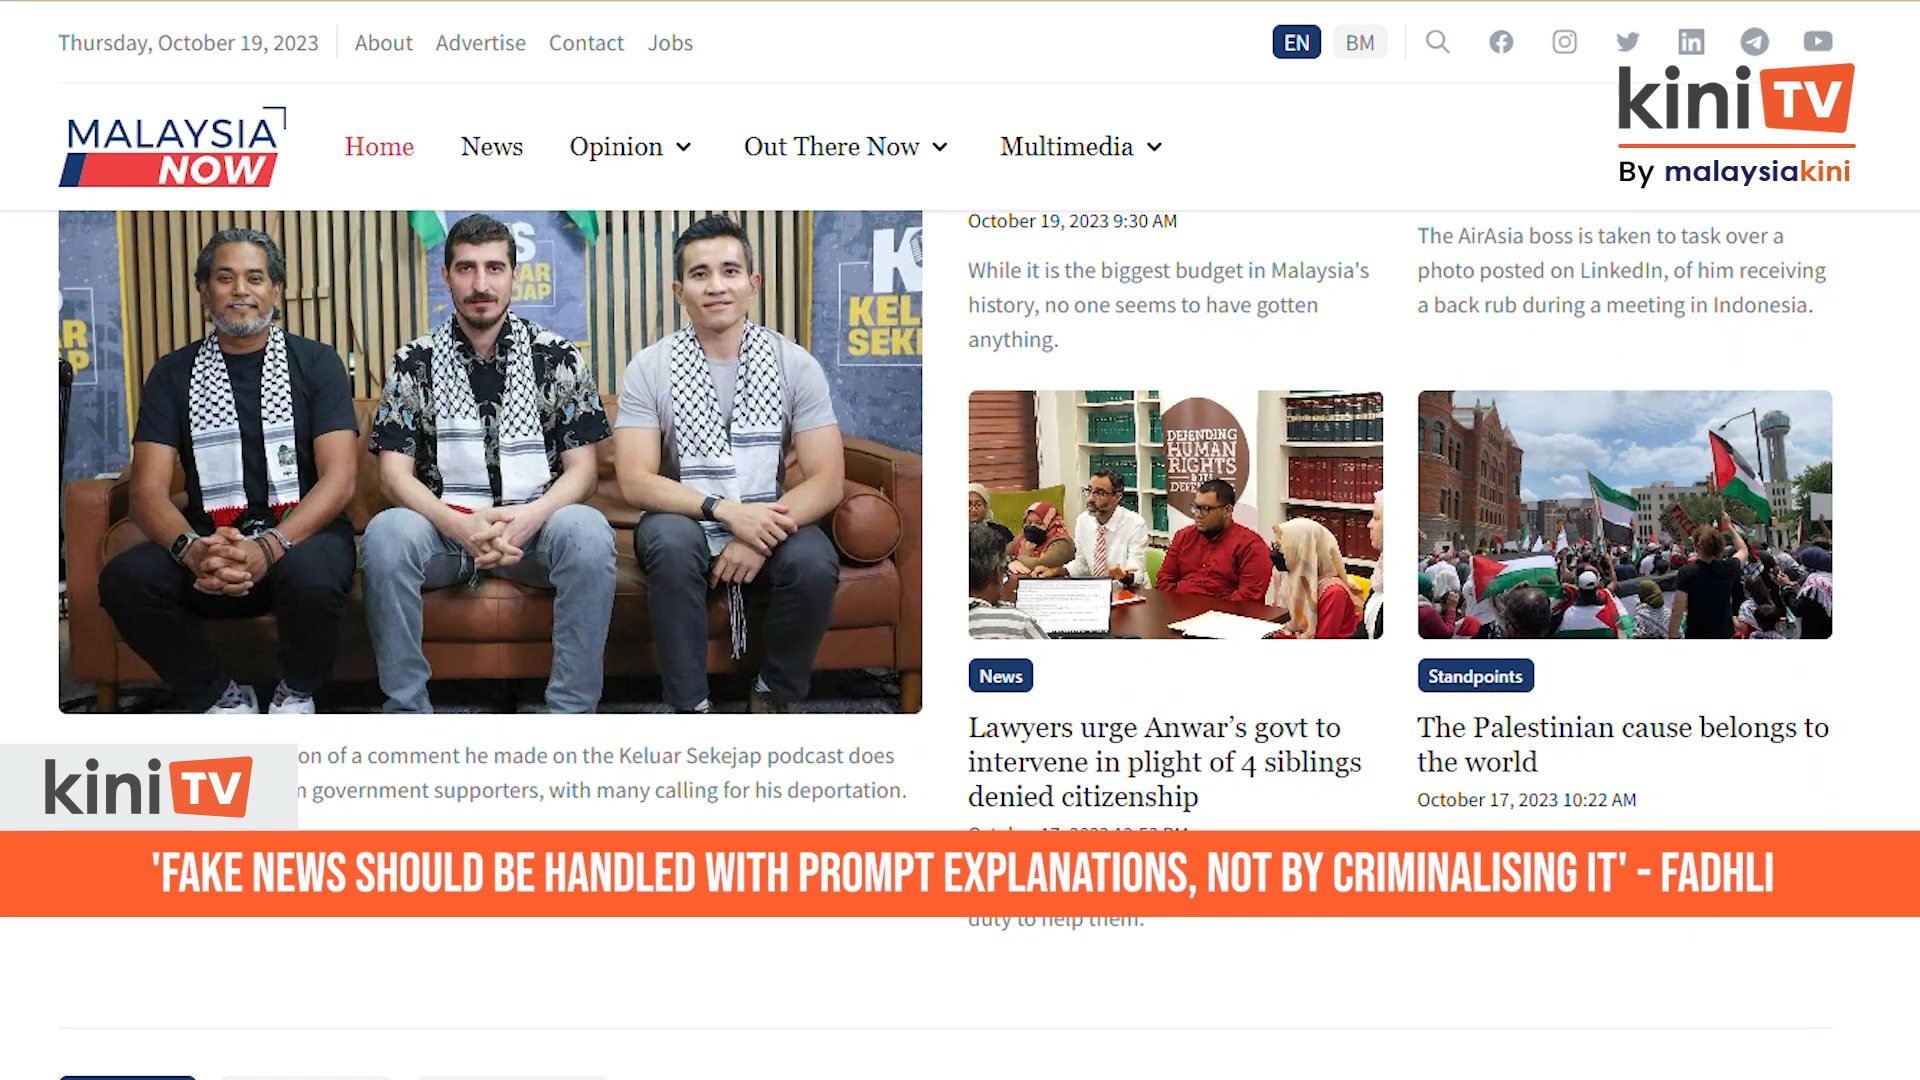 Thursday, October 19, 2023 About Advertise Contact Jobs EN BM
MALAYSIA
NOW
Home News Opinion Out There Now Multimedia
kini TV
By malaysiakini
KELUAR
SEKEJAP
October 19, 2023 9:30 AM
While it is the biggest budget in Malaysia's
history, no one seems to have gotten
anything.
The AirAsia boss is taken to task over a
photo posted on LinkedIn, of him receiving
a back rub during a meeting in Indonesia.
DEFENDING
HUMAN
RIGHTS
News
Lawyers urge Anwar’s govt to
intervene in plight of 4 siblings
denied citizenship
Standpoints
The Palestinian cause belongs to
the world
October 17, 2023 10:22 AM
of a comment he made on the Keluar Sekejap podcast does
government supporters, with many calling for his deportation.
kini TV
'FAKE NEWS SHOULD BE HANDLED WITH PROMPT EXPLANATIONS, NOT BY CRIMINALISING IT' - FADHLI
duty to help them.